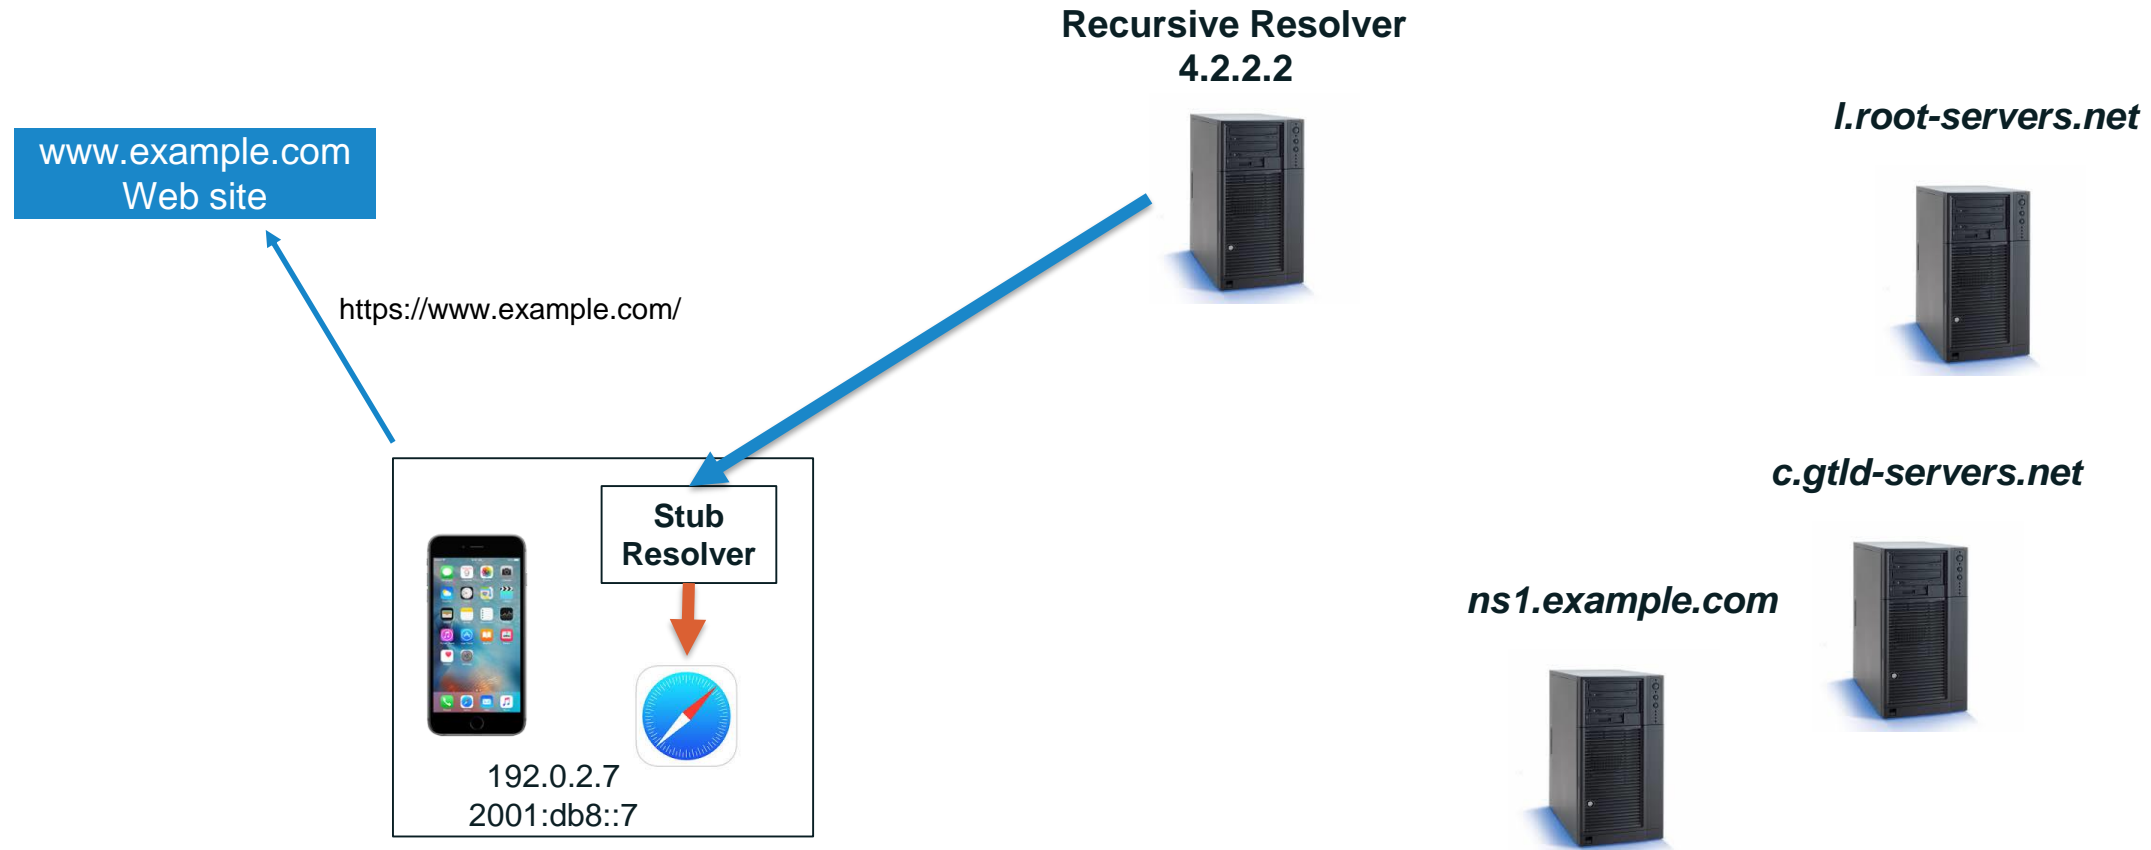 Recursive Resolver
4.2.2.2
l.root-servers.net
www.example.com
Web site
https://www.example.com/
c.gtld-servers.net
Stub
Resolver
ns1.example.com
192.0.2.7
2001:db8::7